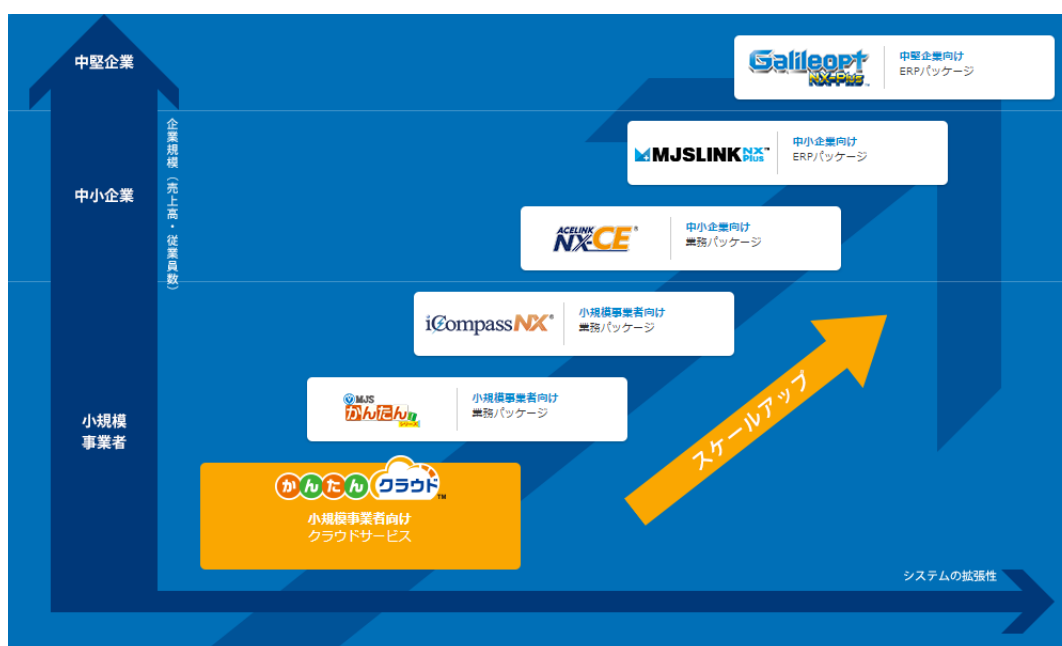 中堅企業
Galileopt
NX-Plus
中堅企業向け
ERPパッケージ
企業規模（売上高・従業員数）
中小企業
MJSLINK NX Plus™
中小企業向け
ERPパッケージ
ACELINK
NX-CE®
中小企業向け
業務パッケージ
iCompassNX®
小規模事業者向け
業務パッケージ
小規模
事業者
MJS
かんたん!
シリーズ
小規模事業者向け
業務パッケージ
スケールアップ
かんたんクラウド™
小規模事業者向け
クラウドサービス
システムの拡張性